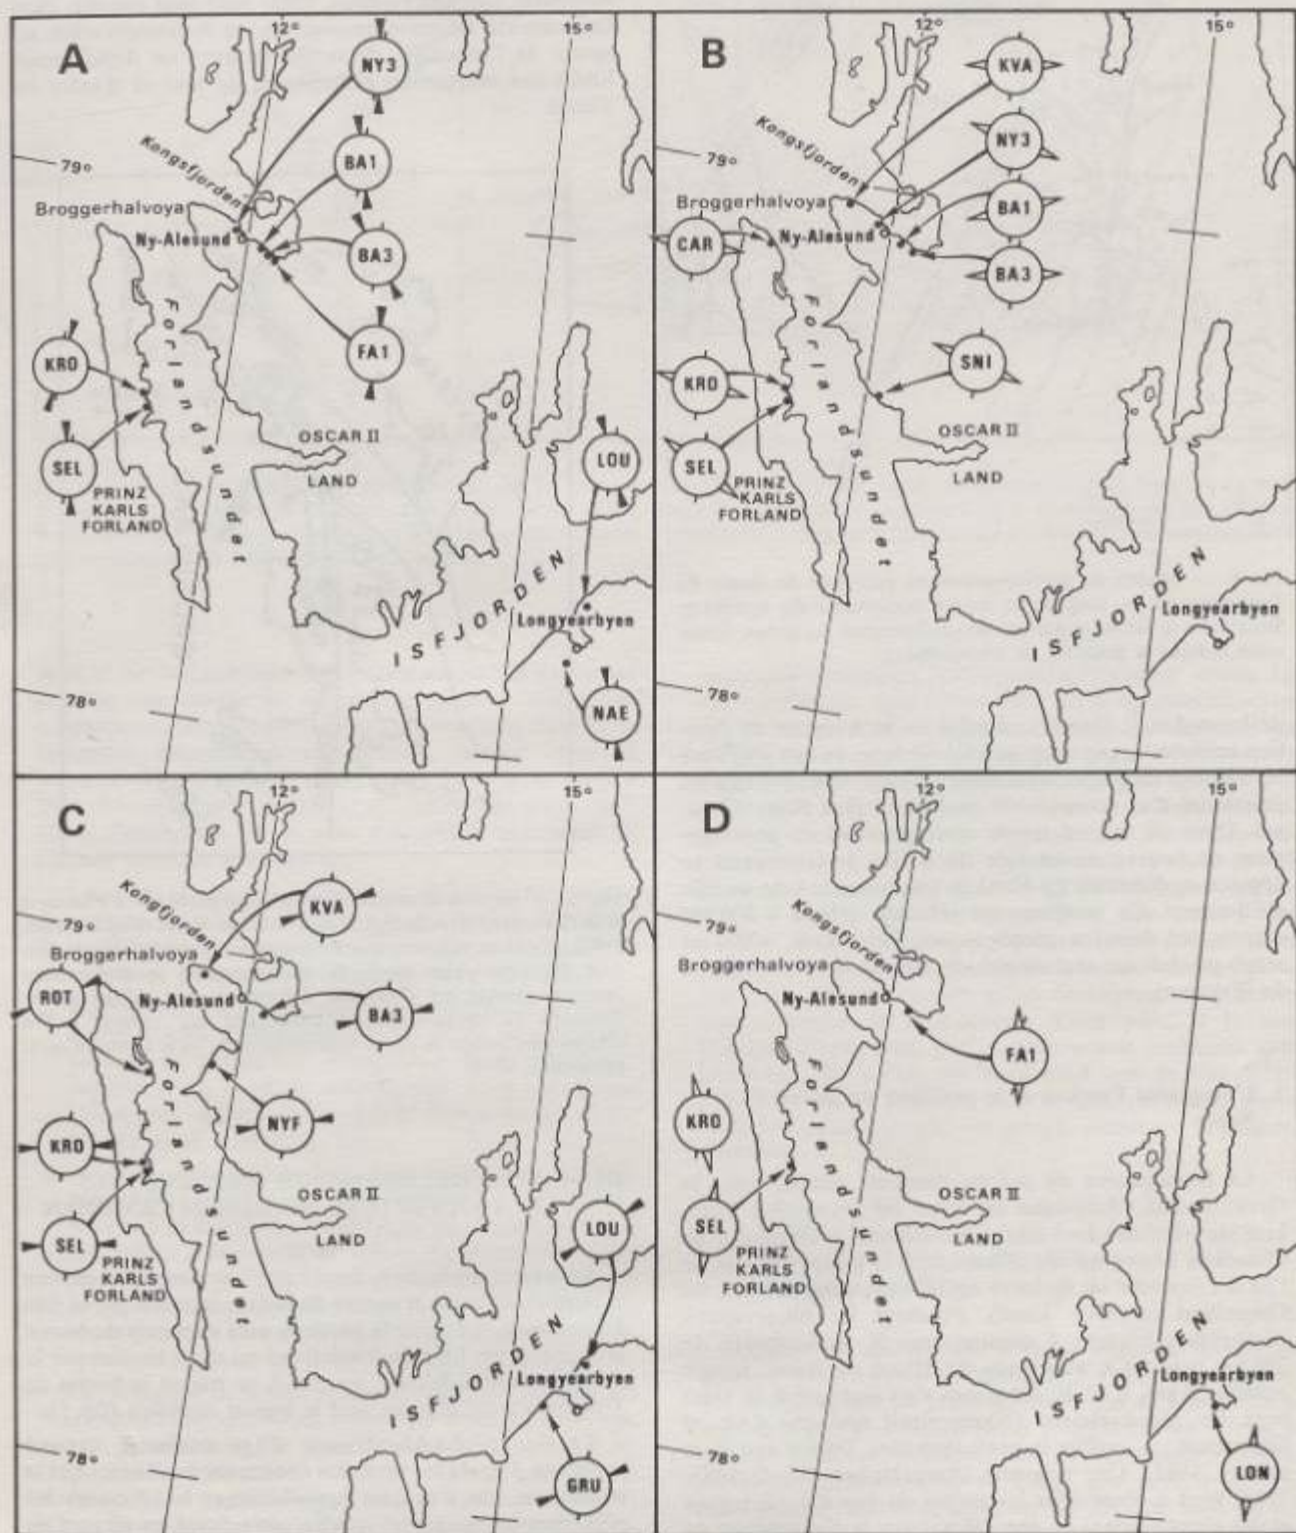 A
12°
15°
NY3
Kongsfjorden
79°
BA1
Broggerhalvoya
Ny-Alesund
BA3
FA1
KRO
Forlandsundet
OSCAR II
LAND
SEL
PRINZ
KARLS
FORLAND
LOU
ISFJORDEN
Longyearbyen
78°
NAE
B
12°
15°
KVA
NY3
Kongsfjorden
79°
Broggerhalvoya
BA1
Ny-Alesund
CAR
BA3
SNI
KRO
Forlandsundet
OSCAR II
LAND
SEL
PRINZ
KARLS
FORLAND
ISFJORDEN
Longyearbyen
78°
C
12°
15°
Kongfjorden
KVA
79°
Broggerhalvoya
ROT
Ny-Alesund
BA3
NYF
KRO
Forlandsundet
OSCAR II
LAND
SEL
PRINZ
KARLS
FORLAND
LOU
ISFJORDEN
Longyearbyen
78°
GRU
D
12°
15°
Kongsfjorden
79°
Broggerhalvoya
Ny-Alesund
FA1
KRO
Forlandsundet
OSCAR II
LAND
SEL
PRINZ
KARLS
FORLAND
ISFJORDEN
Longyearbyen
78°
LON